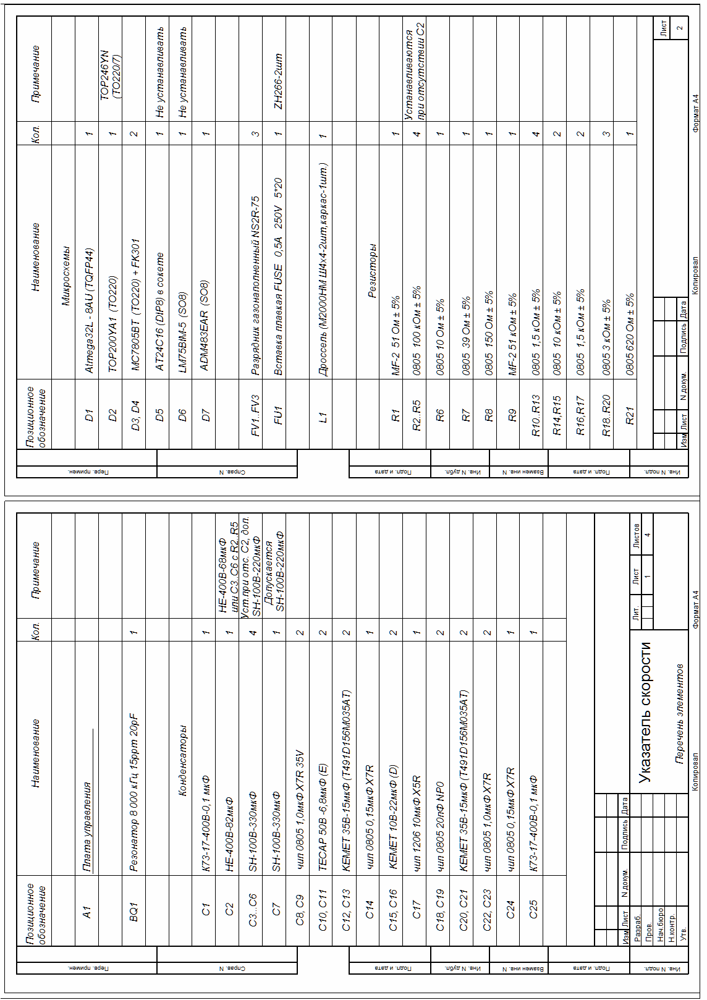 Позиционное обозначение Наименование Кол. Примечание
A1 Плата управления
BQ1 Резонатор 8 000 кГц 15ppm 20pF 1
Конденсаторы
C1 К73-17-400В-0,1 мкФ 1
C2 HE-400В-82мкФ 1 HE-400В-68мкФ
или C3..C6 с R2..R5
C3...C6 SH-100В-330мкФ 4 Уст.при отс. C2, доп.
SH-100В-220мкФ
C7 SH-100В-330мкФ 1 Допускается
SH-100В-220мкФ
C8, C9 чип 0805 1,0мкФ X7R 35V 2
C10, C11 TECAP 50В -6,8мкФ (E) 2
C12, C13 KEMET 35В-15мкФ (T491D156M035AT) 2
C14 чип 0805 0,15мкФ X7R 1
C15, C16 KEMET 10В-22мкФ (D) 2
C17 чип 1206 10мкФ X5R 1
C18, C19 чип 0805 20пФ NP0 2
C20, C21 KEMET 35В-15мкФ (T491D156M035AT) 2
C22, C23 чип 0805 1,0мкФ X7R 2
C24 чип 0805 0,15мкФ X7R 1
C25 К73-17-400В-0,1 мкФ 1
Изм Лист N докум. Подпись Дата
Разраб.
Пров.
Нач.бюро
Н.контр.
Утв.
Указатель скорости
Перечень элементов
Лит. Лист Листов
1 4
Копировал Формат А4
Перв. примен.
Справ. N
Подп. и дата
Инв. N дубл.
Взамен инв N
Подп. и дата
Инв. N подл.
Позиционное обозначение Наименование Кол. Примечание
Микросхемы
D1 Atmega32L - 8AU (TQFP44) 1
D2 TOP200YA1 (TO220) 1 TOP246YN
(TO220/7)
D3, D4 MC7805BT (TO220) + FK301 2
D5 AT24C16 (DIP8) в сокете 1 Не устанавливать
D6 LM75BIM-5 (SO8) 1 Не устанавливать
D7 ADM483EAR (SO8) 1
FV1..FV3 Разрядник газонаполненный NS2R-75 3
FU1 Вставка плавкая FUSE 0,5A 250V 5*20 1 ZH266-2шт
L1 Дроссель (М2000НМ Ш4х4-2шт,каркас-1шт.) 1
Резисторы
R1 MF-2 51 Ом ± 5% 1
R2..R5 0805 100 кОм ± 5% 4 Устанавливаются
при отсутствии C2
R6 0805 10 Ом ± 5% 1
R7 0805 39 Ом ± 5% 1
R8 0805 150 Ом ± 5% 1
R9 MF-2 51 кОм ± 5% 1
R10..R13 0805 1,5 кОм ± 5% 4
R14,R15 0805 10 кОм ± 5% 2
R16,R17 0805 1,5 кОм ± 5% 2
R18..R20 0805 3 кОм ± 5% 3
R21 0805 620 Ом ± 5% 1
Изм Лист N докум. Подпись Дата
Лист
2
Копировал Формат А4
Перв. примен.
Справ. N
Подп. и дата
Инв. N дубл.
Взамен инв N
Подп. и дата
Инв. N подл.